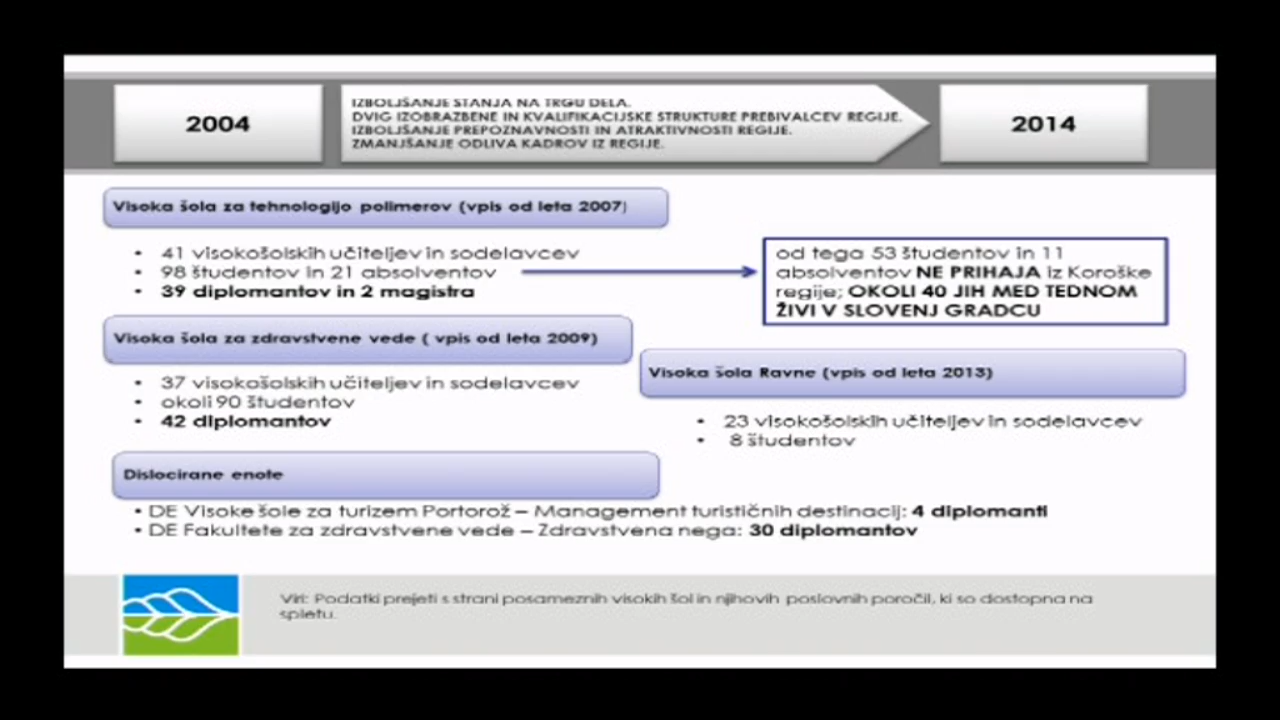 2004
IZBOLJŠANJE STANJA NA TRGU DELA.
DVIG IZOBRAZBENE IN KVALIFIKACIJSKE STRUKTURE PREBIVALCEV REGIJE.
IZBOLJŠANJE PREPOZNAVNOSTI IN ATRAKTIVNOSTI REGIJE.
ZMANJŠANJE ODLIVA KADROV IZ REGIJE.
2014
Visoka šola za tehnologijo polimerov (vpis od leta 2007)
• 41 visokošolskih učiteljev in sodelavcev
• 98 študentov in 21 absolventov
• 39 diplomantov in 2 magistra
od tega 53 študentov in 11
absolventov NE PRIHAJA iz Koroške
regije; OKOLI 40 JIH MED TEDNOM
ŽIVI V SLOVENJ GRADCU
Visoka šola za zdravstvene vede ( vpis od leta 2009)
• 37 visokošolskih učiteljev in sodelavcev
• okoli 90 študentov
• 42 diplomantov
Visoka šola Ravne (vpis od leta 2013)
• 23 visokošolskih učiteljev in sodelavcev
• 8 študentov
Dislocirane enote
• DE Visoke šole za turizem Portorož – Management turističnih destinacij: 4 diplomanti
• DE Fakultete za zdravstvene vede – Zdravstvena nega: 30 diplomantov
Viri: Podatki prejeti s strani posameznih visokih šol in njihovih poslovnih poročil, ki so dostopna na
spletu.